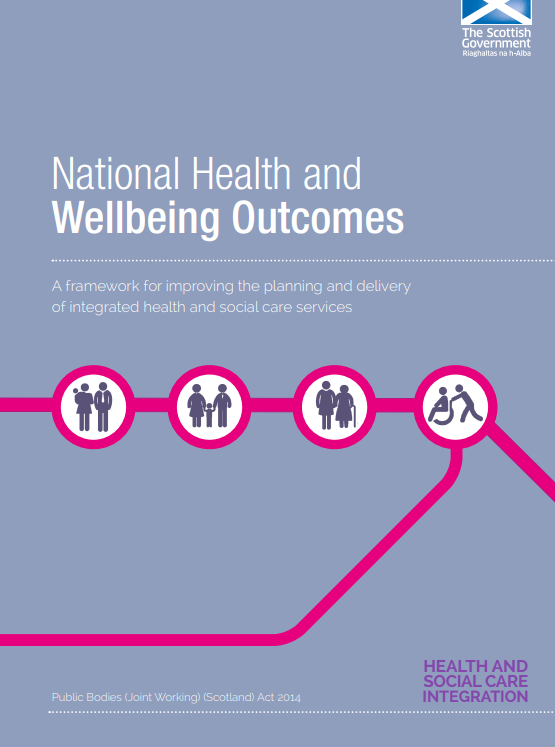 The Scottish
Government
Riaghaltas na h-Alba
National Health and
Wellbeing Outcomes
A framework for improving the planning and delivery
of integrated health and social care services
HEALTH AND
SOCIAL CARE
INTEGRATION
Public Bodies (Joint Working) (Scotland) Act 2014